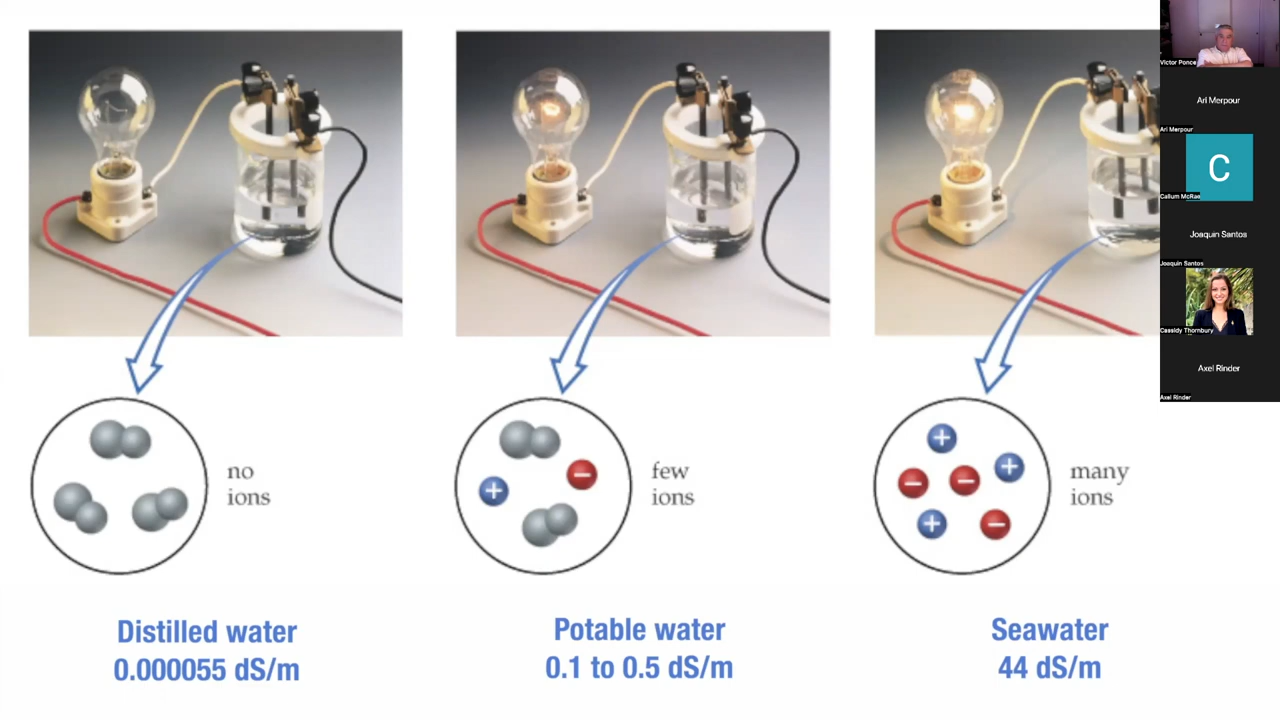 no
ions
few
ions
many
ions
Distilled water
0.000055 dS/m
Potable water
0.1 to 0.5 dS/m
Seawater
44 dS/m
Victor Ponce
Ari Merpour
Ari Merpour
C
Callum McRae
Joaquin Santos
Joaquin Santos
Cassidy Thornbury
Axel Rinder
Axel Rinder